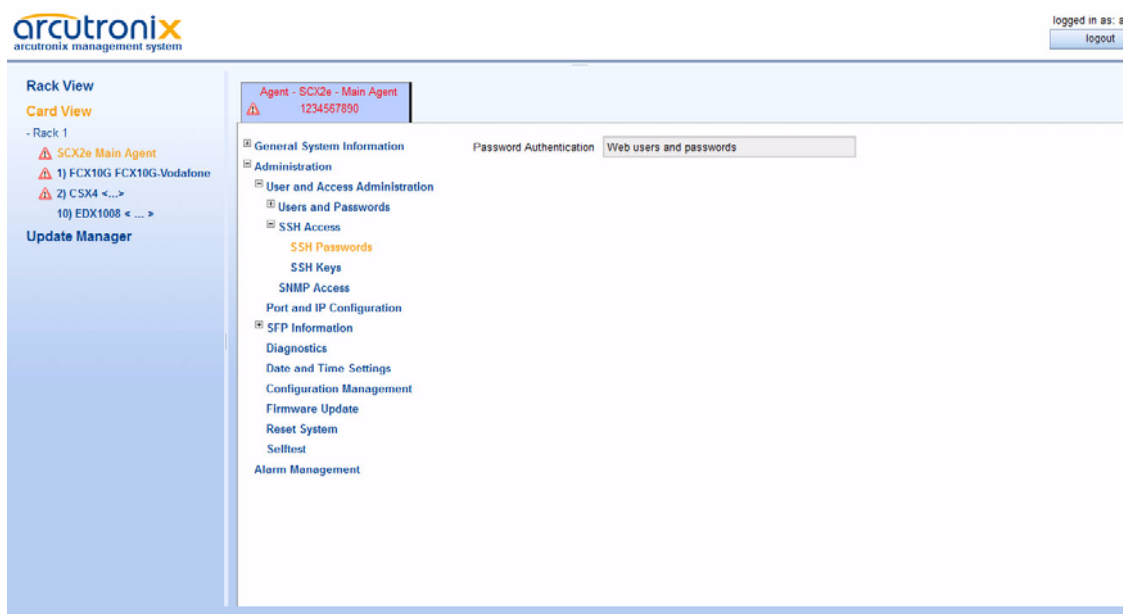 arcutronix
arcutronix management system
logged in as: a
logout
Rack View
Card View
- Rack 1
SCX2e Main Agent
1) FCX10G FCX10G-Vodafone
2) CSX4 <...>
10) EDX1008 < ... >
Update Manager
Agent - SCX2e - Main Agent
1234567890
General System Information
Administration
User and Access Administration
Users and Passwords
SSH Access
SSH Passwords
SSH Keys
SNMP Access
Port and IP Configuration
SFP Information
Diagnostics
Date and Time Settings
Configuration Management
Firmware Update
Reset System
Selftest
Alarm Management
Password Authentication Web users and passwords